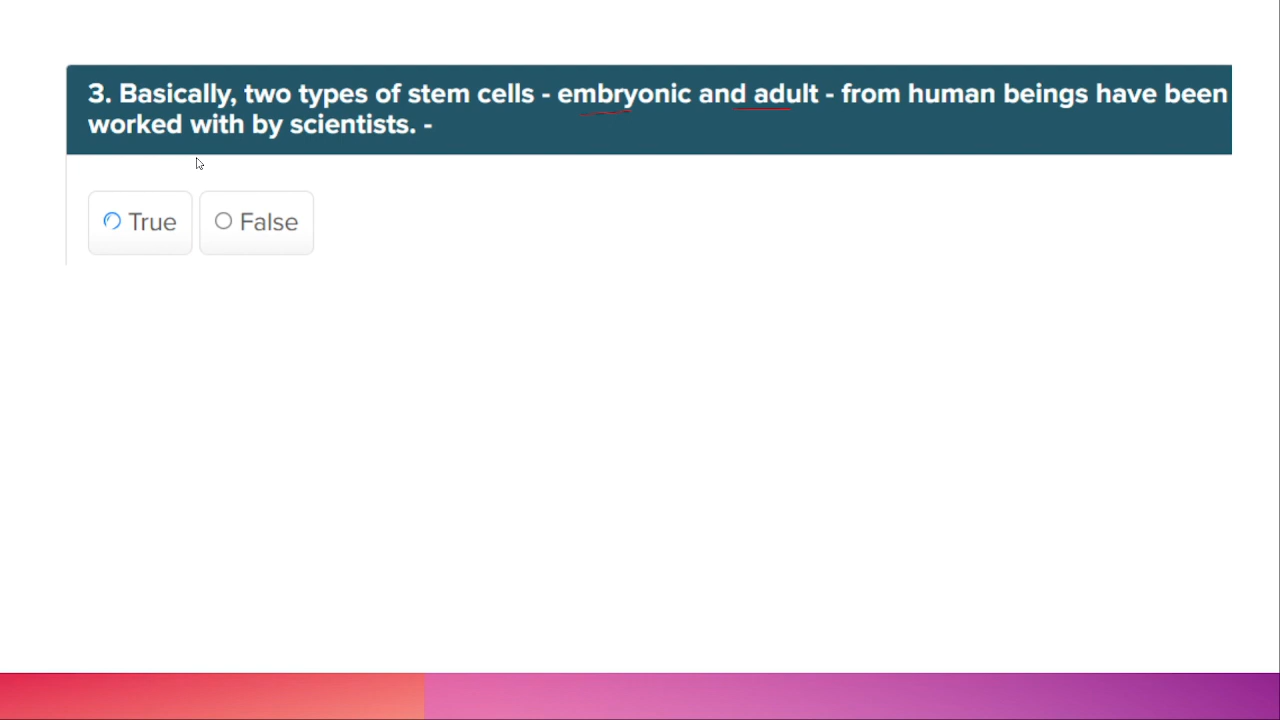 3. Basically, two types of stem cells - embryonic and adult - from human beings have been
worked with by scientists. -
True False